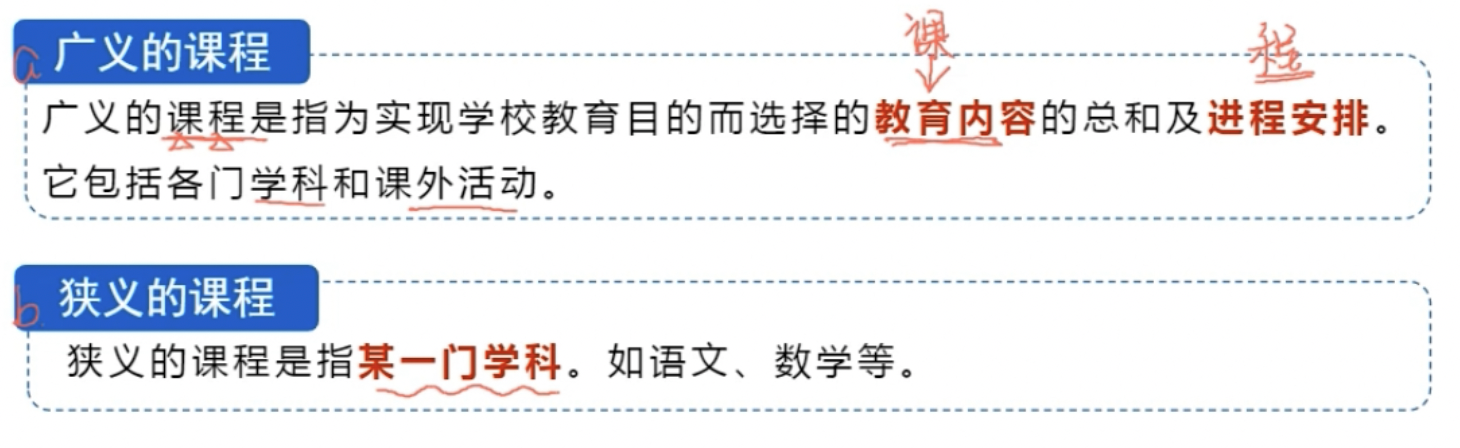 课 程
a 广义的课程
广义的课程是指为实现学校教育目的而选择的教育内容的总和及进程安排。
它包括各门学科和课外活动。
b 狭义的课程
狭义的课程是指某一门学科。如语文、数学等。